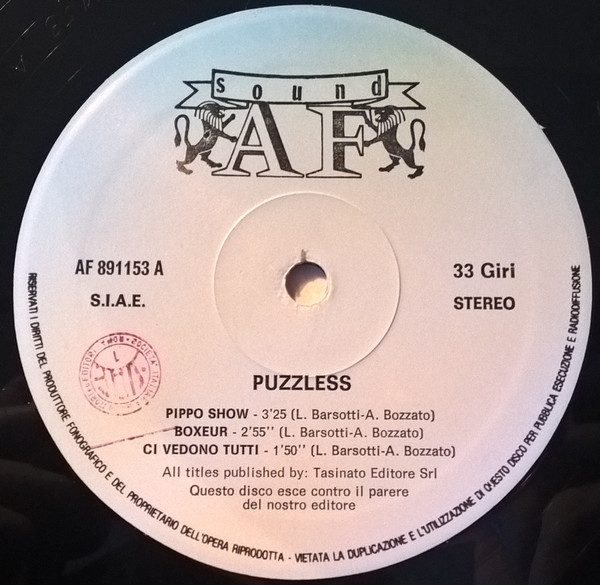 sound
AF
AF 891153 A
33 Giri
S.I.A.E.
STEREO
PUZZLESS
PIPPO SHOW - 3'25 (L. Barsotti-A. Bozzato)
BOXEUR - 2'55'' (L. Barsotti-A. Bozzato)
CI VEDONO TUTTI - 1'50'' (L. Barsotti-A. Bozzato)
All titles published by: Tasinato Editore Srl
Questo disco esce contro il parere
del nostro editore
RISERVATI I DIRITTI DEL PRODUTTORE FONOGRAFICO E DEL PROPRIETARIO DELL'OPERA RIPRODOTTA - VIETATA LA DUPLICAZIONE E L'UTILIZZAZIONE DI QUESTO DISCO PER PUBBLICA ESECUZIONE E RADIODIFFUSIONE